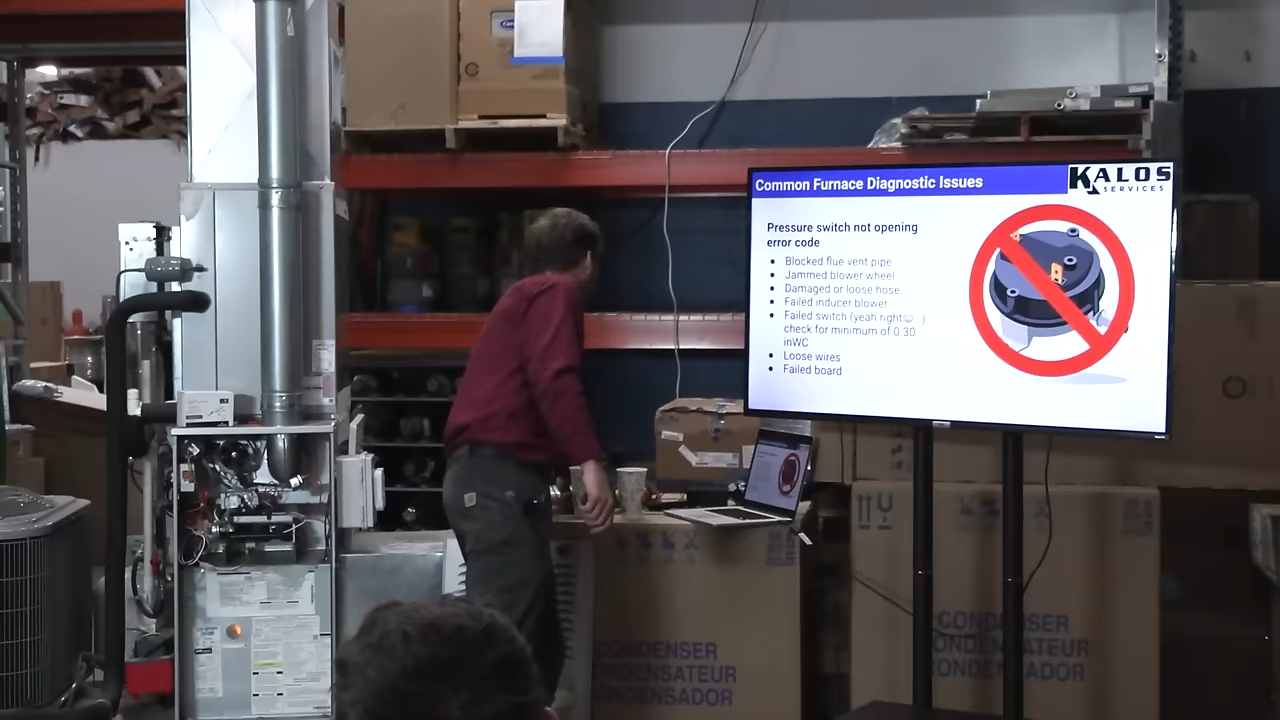 Common Furnace Diagnostic Issues
KALOS
SERVICES
Pressure switch not opening
error code
Blocked flue vent pipe
Jammed blower wheel
Damaged or loose hose
Failed inducer blower
Failed switch (yeah right )
check for minimum of 0.30
inWC
Loose wires
Failed board
CONDENSER
CONDENSATEUR
CONDENSADOR
CONDENSER
CONDENSATEUR
CONDENSADOR